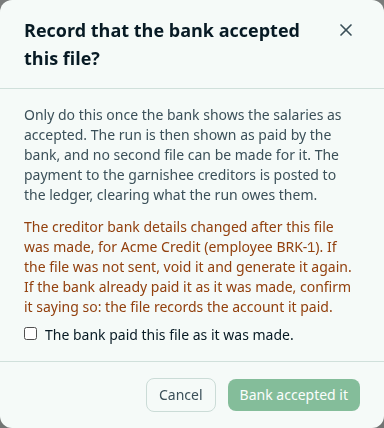 Record that the bank accepted
this file?
Only do this once the bank shows the salaries as
accepted. The run is then shown as paid by the
bank, and no second file can be made for it. The
payment to the garnishee creditors is posted to
the ledger, clearing what the run owes them.
The creditor bank details changed after this file
was made, for Acme Credit (employee BRK-1). If
the file was not sent, void it and generate it again.
If the bank already paid it as it was made, confirm
it saying so: the file records the account it paid.
The bank paid this file as it was made.
Cancel
Bank accepted it